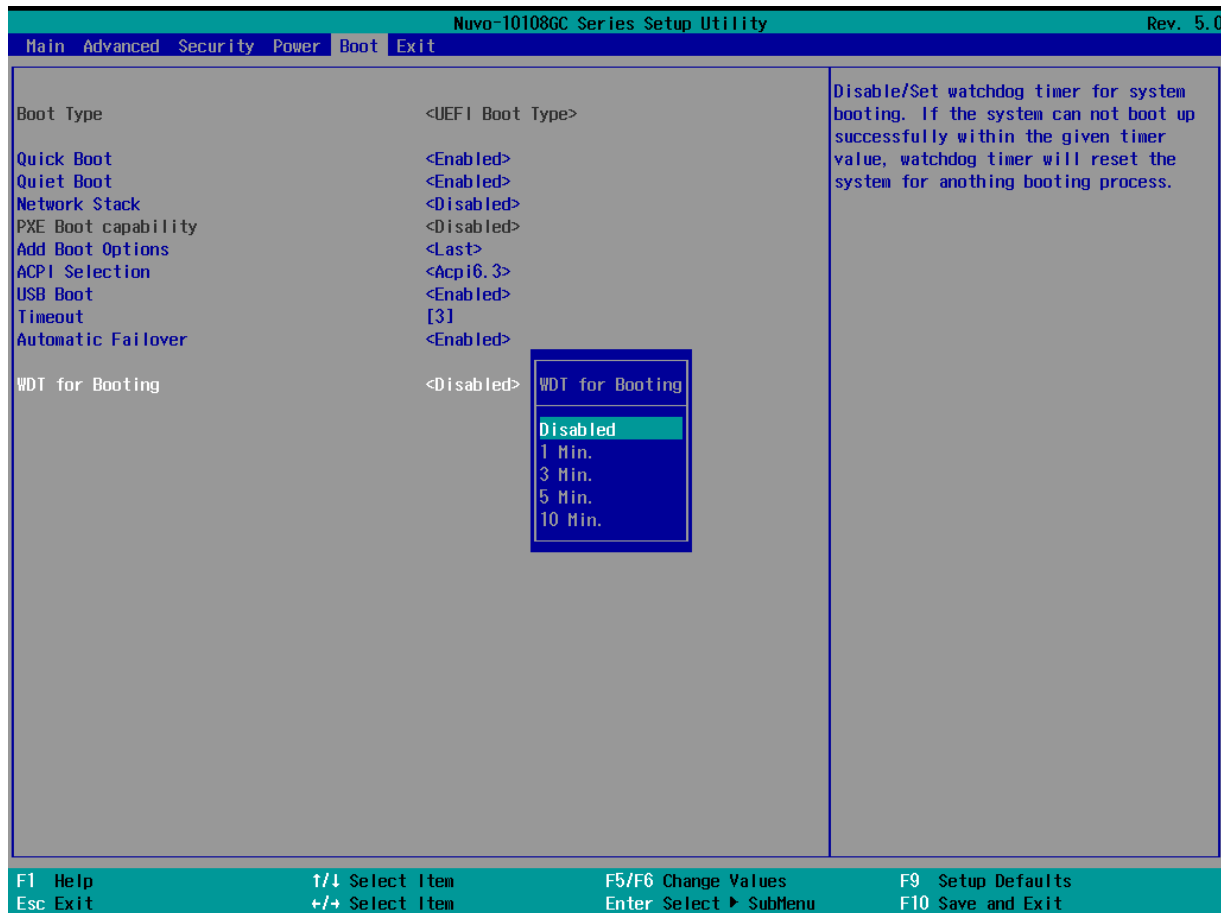 Nuvo-10108GC Series Setup Utility Rev. 5.0
Main Advanced Security Power Boot Exit
Boot Type <UEFI Boot Type>
Quick Boot <Enabled>
Quiet Boot <Enabled>
Network Stack <Disabled>
PXE Boot capability <Disabled>
Add Boot Options <Last>
ACPI Selection <Acpi6.3>
USB Boot <Enabled>
Timeout [3]
Automatic Failover <Enabled>
WDT for Booting <Disabled>
WDT for Booting
Disabled
1 Min.
3 Min.
5 Min.
10 Min.
Disable/Set watchdog timer for system
booting. If the system can not boot up
successfully within the given timer
value, watchdog timer will reset the
system for anothing booting process.
F1 Help ↑/↓ Select Item F5/F6 Change Values F9 Setup Defaults
Esc Exit ←/→ Select Item Enter Select ▶ SubMenu F10 Save and Exit